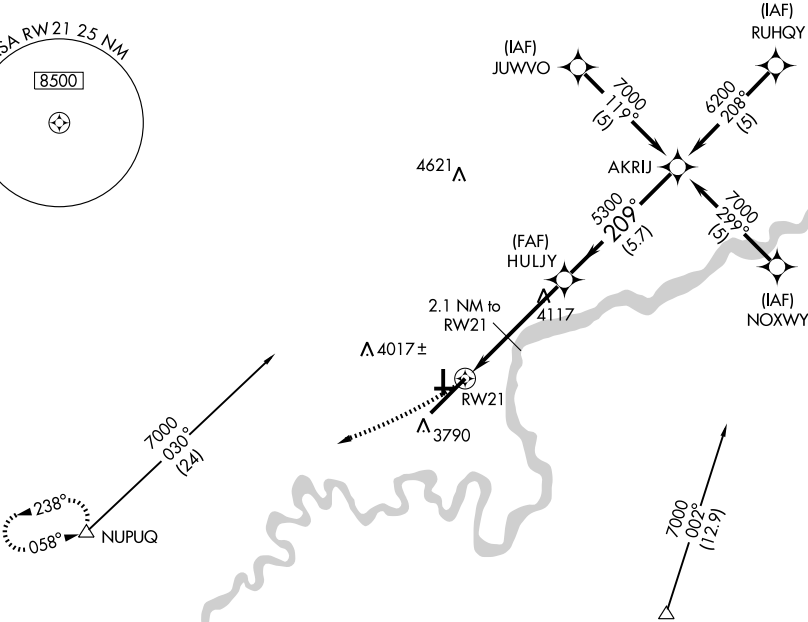 SA RW21 25 NM
8500
(IAF)
JUWVO
(IAF)
RUHQY
7000
119°
(5)
6200
208°
(5)
4621
AKRIJ
5300
209°
(5.7)
7000
299°
(5)
(FAF)
HULJY
(IAF)
NOXWY
2.1 NM to
RW21
4117
4017±
RW21
3790
7000
030°
(24)
238°
058°
NUPUQ
7000
002°
(12.9)